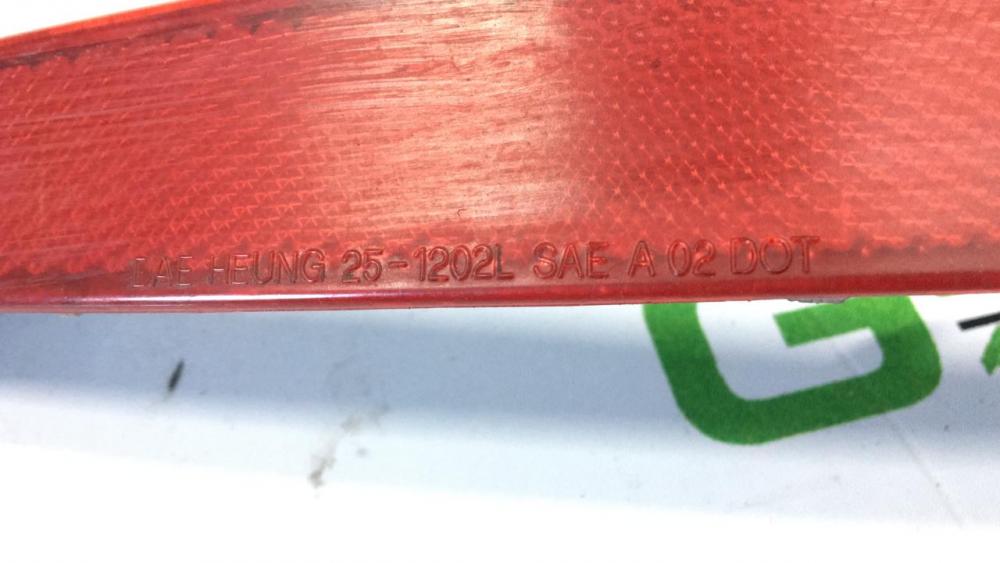 DAE HEUNG 25-1202L SAE A 02 DOT
G